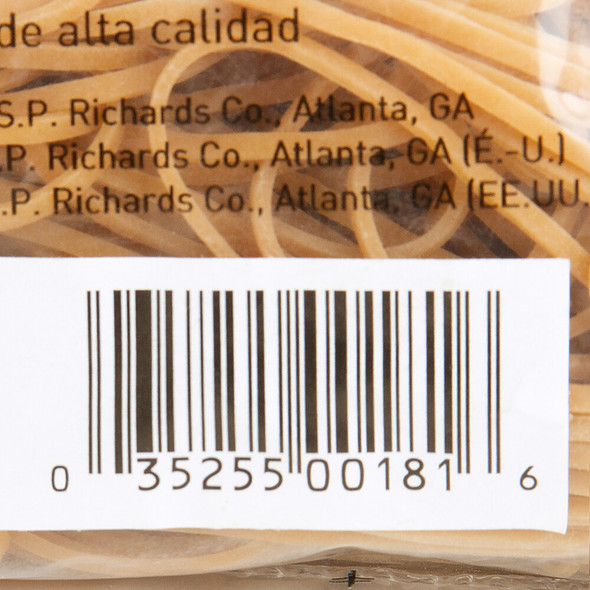 de alta calidad
S.P. Richards Co., Atlanta, GA
.P. Richards Co., Atlanta, GA (É.-U.)
.P. Richards Co., Atlanta, GA (EE.UU.
0 35255 00181 6